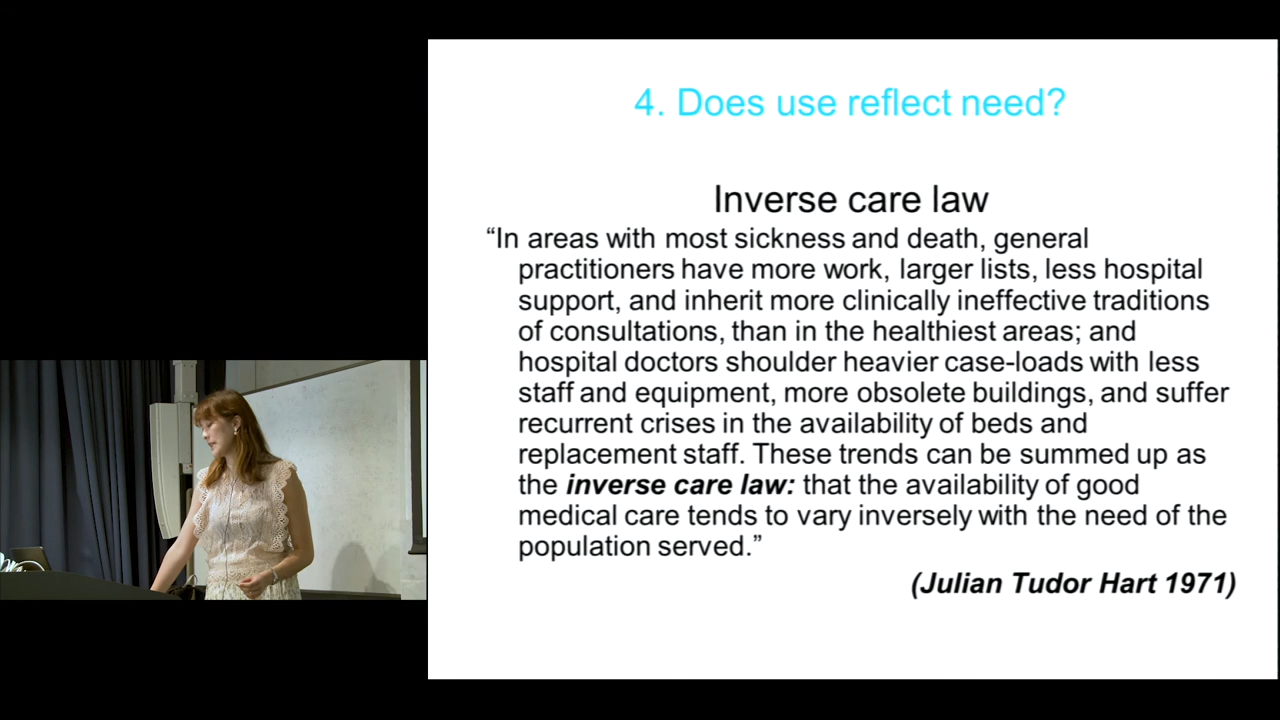 4. Does use reflect need?
Inverse care law
“In areas with most sickness and death, general
practitioners have more work, larger lists, less hospital
support, and inherit more clinically ineffective traditions
of consultations, than in the healthiest areas; and
hospital doctors shoulder heavier case-loads with less
staff and equipment, more obsolete buildings, and suffer
recurrent crises in the availability of beds and
replacement staff. These trends can be summed up as
the inverse care law: that the availability of good
medical care tends to vary inversely with the need of the
population served.”
(Julian Tudor Hart 1971)